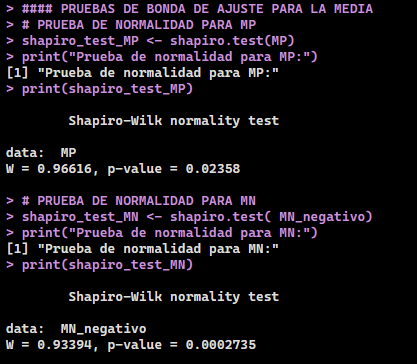 > #### PRUEBAS DE BONDA DE AJUSTE PARA LA MEDIA
> # PRUEBA DE NORMALIDAD PARA MP
> shapiro_test_MP <- shapiro.test(MP)
> print("Prueba de normalidad para MP:")
[1] "Prueba de normalidad para MP:"
> print(shapiro_test_MP)
Shapiro-Wilk normality test
data:  MP
W = 0.96616, p-value = 0.02358
> # PRUEBA DE NORMALIDAD PARA MN
> shapiro_test_MN <- shapiro.test( MN_negativo)
> print("Prueba de normalidad para MN:")
[1] "Prueba de normalidad para MN:"
> print(shapiro_test_MN)
Shapiro-Wilk normality test
data:  MN_negativo
W = 0.93394, p-value = 0.0002735